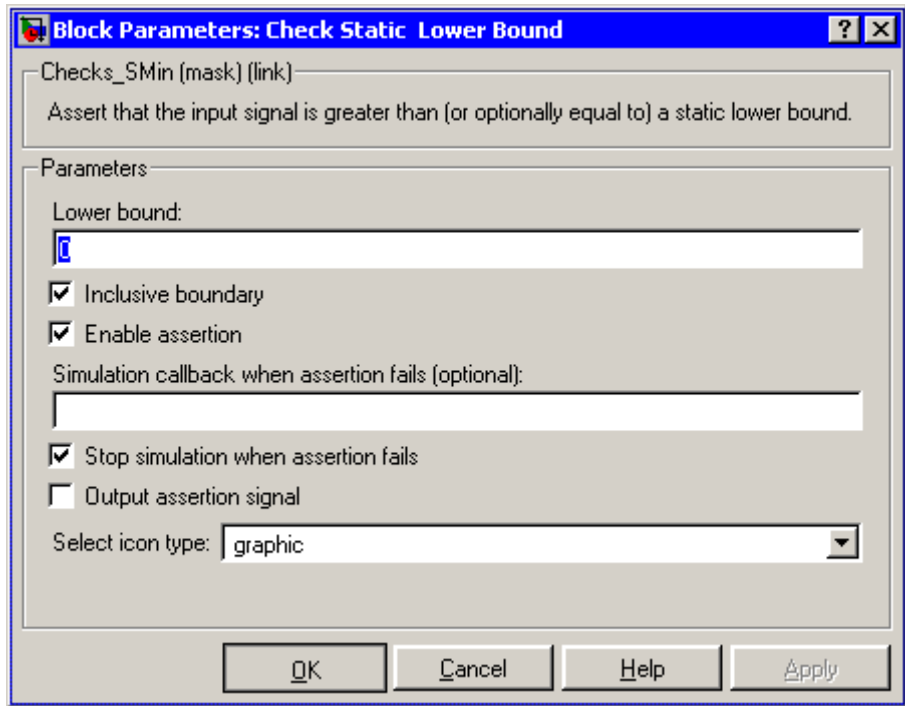 Block Parameters: Check Static Lower Bound
Checks_SMin (mask) (link)
Assert that the input signal is greater than (or optionally equal to) a static lower bound.
Parameters
Lower bound:
0
Inclusive boundary
Enable assertion
Simulation callback when assertion fails (optional):
Stop simulation when assertion fails
Output assertion signal
Select icon type: graphic
OK Cancel Help Apply